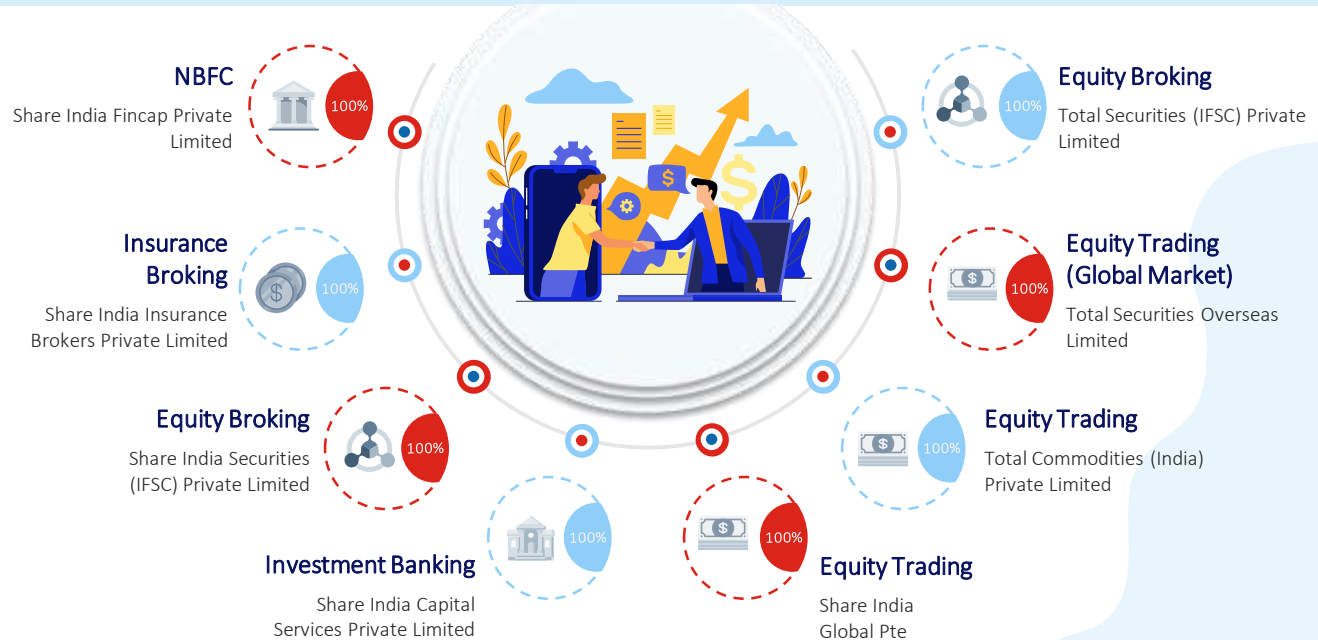 NBFC
Share India Fincap Private
Limited
100%
Insurance
Broking
Share India Insurance
Brokers Private Limited
100%
Equity Broking
Share India Securities
(IFSC) Private Limited
100%
Investment Banking
Share India Capital
Services Private Limited
100%
Equity Trading
Share India
Global Pte
100%
Equity Trading
Total Commodities (India)
Private Limited
100%
Equity Trading
(Global Market)
Total Securities Overseas
Limited
100%
Equity Broking
Total Securities (IFSC) Private
Limited
100%
$
$
$
$
$
$